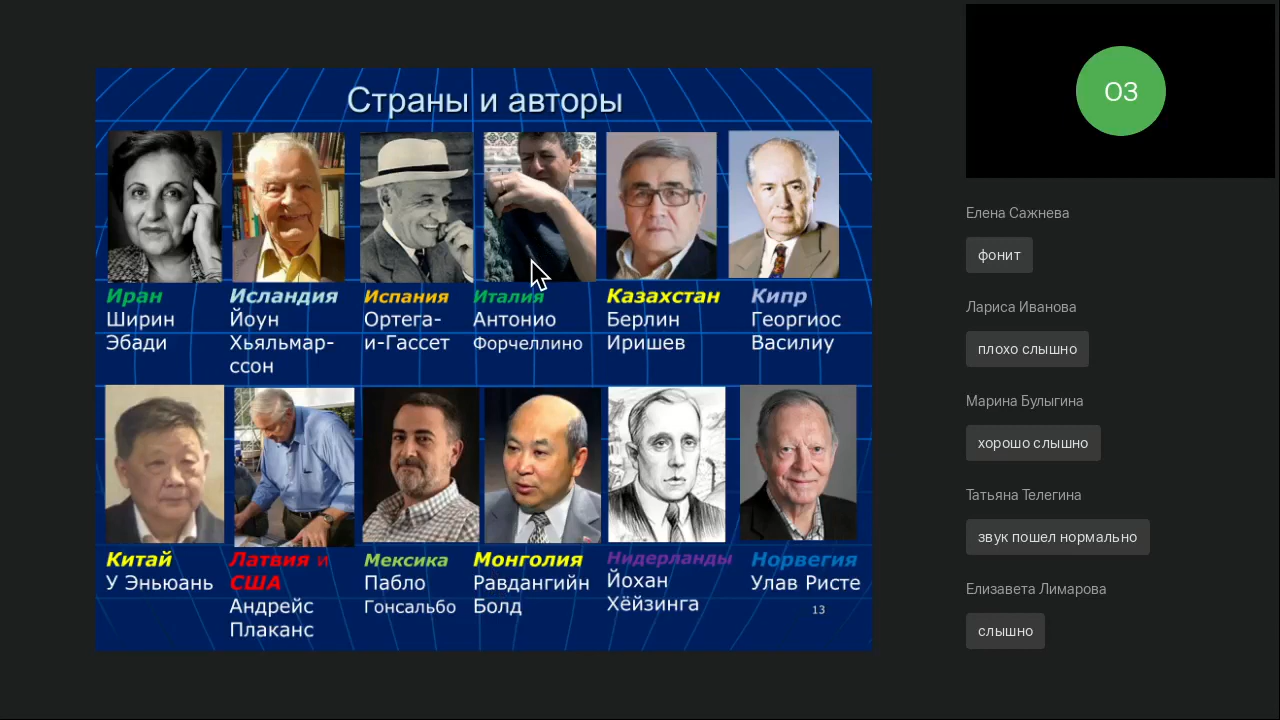 Страны и авторы
Иран
Ширин
Эбади
Исландия
Йоун
Хьяльмар-
ссон
Испания
Ортега-
и-Гассет
Италия
Антонио
Форчеллино
Казахстан
Берлин
Иришев
Кипр
Георгиос
Василиу
Китай
У Эньюань
Латвия и
США
Андрейс
Плаканс
Мексика
Пабло
Гонсальбо
Монголия
Равдангийн
Болд
Нидерланды
Йохан
Хёйзинга
Норвегия
Улав Ристе
13
ОЗ
Елена Сажнева
фонит
Лариса Иванова
плохо слышно
Марина Булыгина
хорошо слышно
Татьяна Телегина
звук пошел нормально
Елизавета Лимарова
слышно